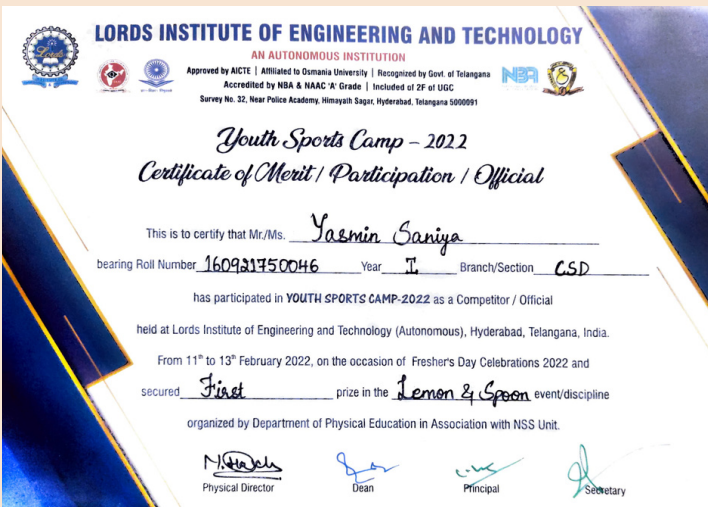 LORDS INSTITUTE OF ENGINEERING AND TECHNOLOGY
AN AUTONOMOUS INSTITUTION
Approved by AICTE | Affiliated to Osmania University | Recognized by Govt. of Telangana
Accredited by NBA & NAAC 'A' Grade | Included of 2F of UGC
Survey No. 32, Near Police Academy, Himayath Sagar, Hyderabad, Telangana 5000091
Lords
NBA
Youth Sports Camp – 2022
Certificate of Merit / Participation / Official
This is to certify that Mr./Ms. Yasmin Saniya
bearing Roll Number 160921750046 Year I Branch/Section CSD
has participated in YOUTH SPORTS CAMP-2022 as a Competitor / Official
held at Lords Institute of Engineering and Technology (Autonomous), Hyderabad, Telangana, India.
From 11th to 13th February 2022, on the occasion of Fresher's Day Celebrations 2022 and
secured First prize in the Lemon & Spoon event/discipline
organized by Department of Physical Education in Association with NSS Unit.
Physical Director Dean Principal Secretary